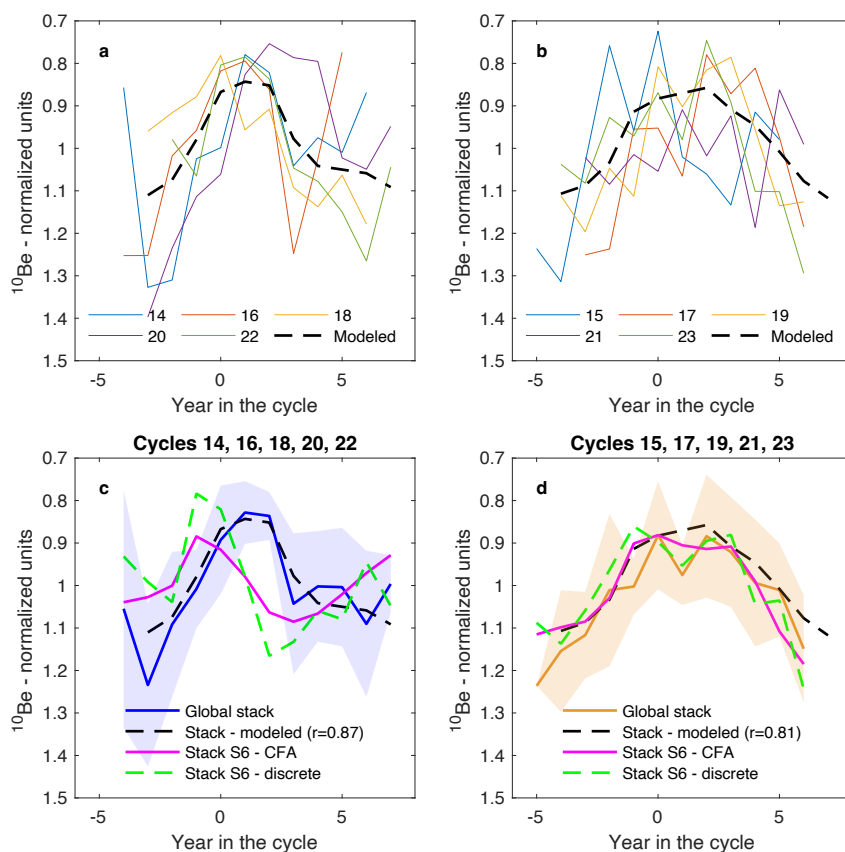 a
0.7
0.8
0.9
1
1.1
1.2
1.3
1.4
1.5
10Be - normalized units
14 16 18
20 22 Modeled
-5 0 5
Year in the cycle
b
0.7
0.8
0.9
1
1.1
1.2
1.3
1.4
1.5
10Be - normalized units
15 17 19
21 23 Modeled
-5 0 5
Year in the cycle
Cycles 14, 16, 18, 20, 22
c
0.7
0.8
0.9
1
1.1
1.2
1.3
1.4
1.5
10Be - normalized units
Global stack
Stack - modeled (r=0.87)
Stack S6 - CFA
Stack S6 - discrete
-5 0 5
Year in the cycle
Cycles 15, 17, 19, 21, 23
d
0.7
0.8
0.9
1
1.1
1.2
1.3
1.4
1.5
10Be - normalized units
Global stack
Stack - modeled (r=0.81)
Stack S6 - CFA
Stack S6 - discrete
-5 0 5
Year in the cycle